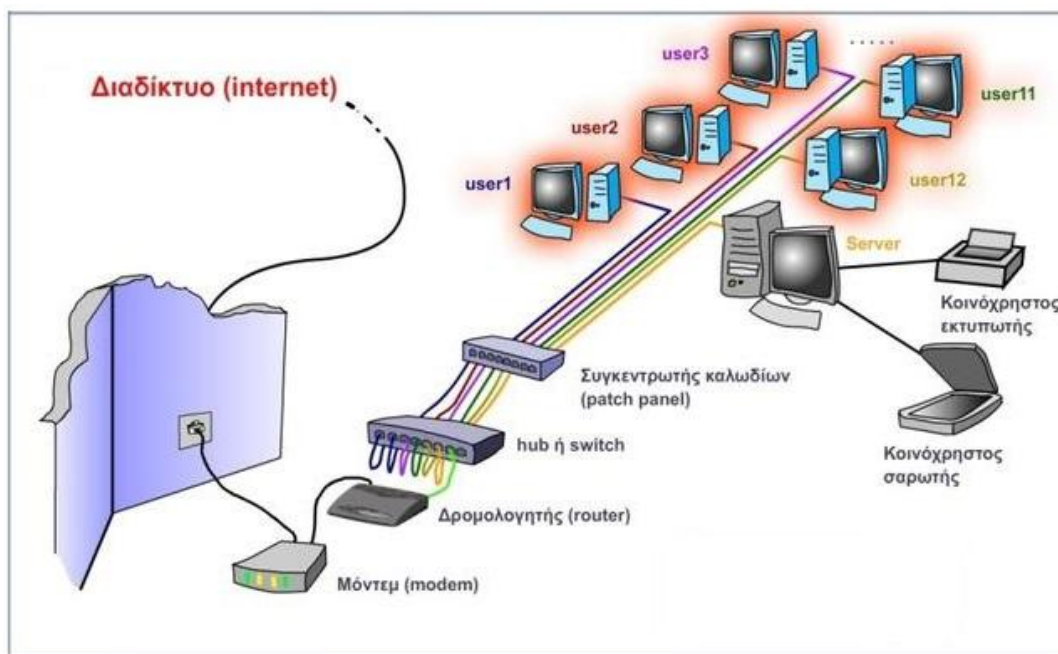 Διαδίκτυο (internet)
user3
.....
user11
user2
user1
user12
Server
Κοινόχρηστος
εκτυπωτής
Συγκεντρωτής καλωδίων
(patch panel)
hub ή switch
Κοινόχρηστος
σαρωτής
Δρομολογητής (router)
Μόντεμ (modem)